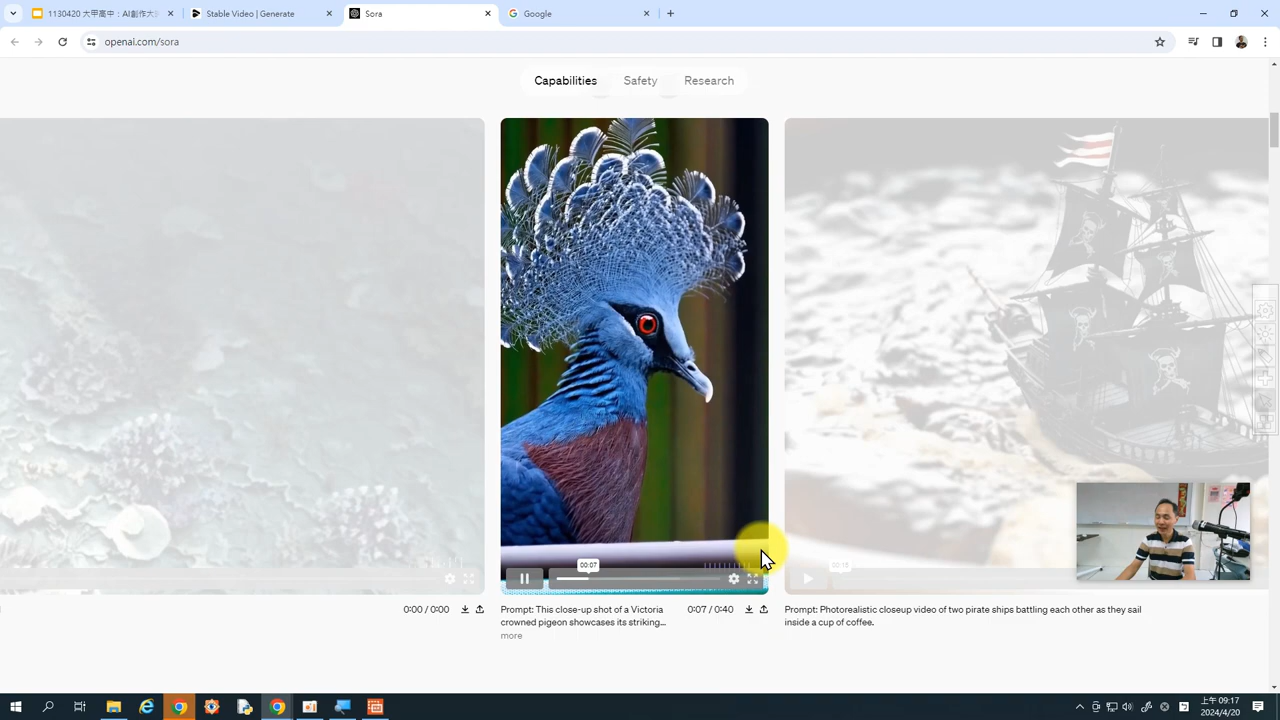 1130420 大甲高中：AI創作大
Stable Video | Generate
Sora
Google
openai.com/sora
Capabilities
Safety
Research
00:07
00:15
0:00 / 0:00
Prompt: This close-up shot of a Victoria
crowned pigeon showcases its striking...
more
0:07 / 0:40
Prompt: Photorealistic closeup video of two pirate ships battling each other as they sail
inside a cup of coffee.
上午 09:17
2024/4/20